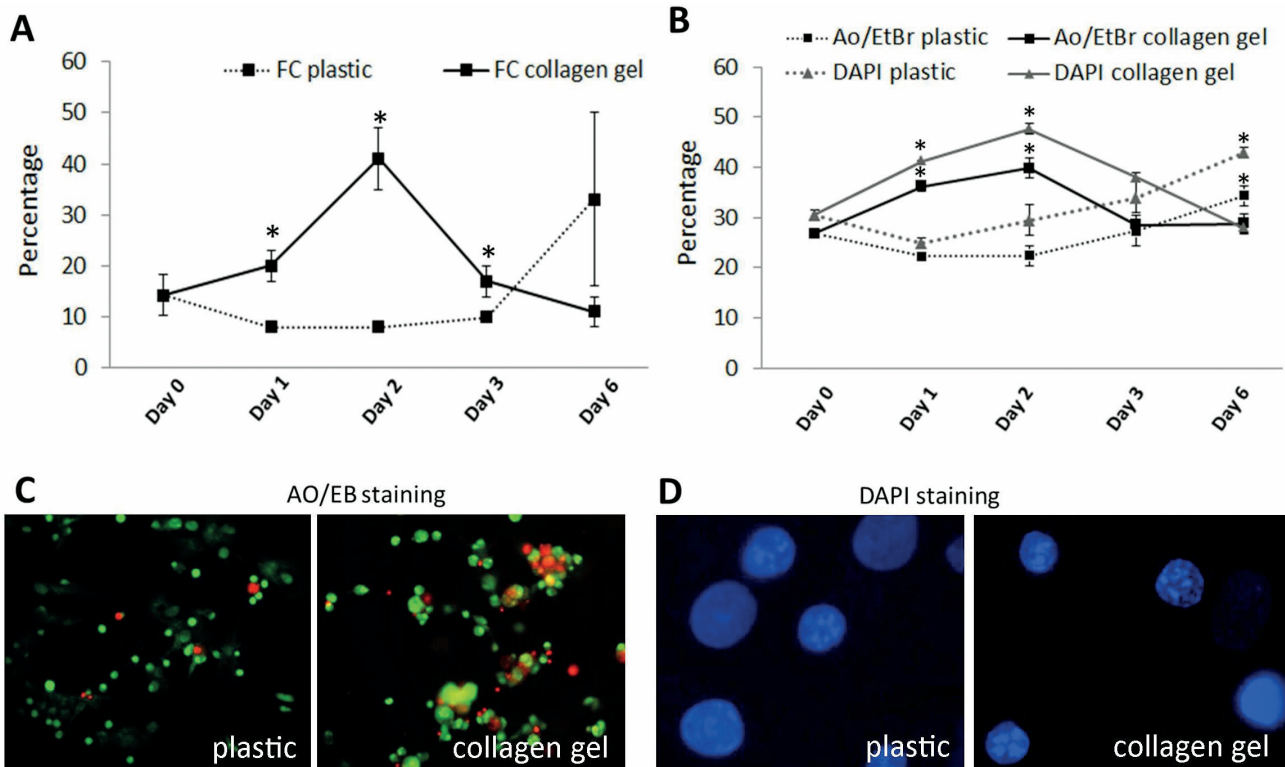 A
FC plastic FC collagen gel
Percentage
60
50
40
30
20
10
0
*
*
*
Day 0 Day 1 Day 2 Day 3 Day 6
B
Ao/EtBr plastic Ao/EtBr collagen gel
DAPI plastic DAPI collagen gel
Percentage
60
50
40
30
20
10
0
*
*
*
*
*
*
Day 0 Day 1 Day 2 Day 3 Day 6
C
AO/EB staining
plastic
collagen gel
D
DAPI staining
plastic
collagen gel